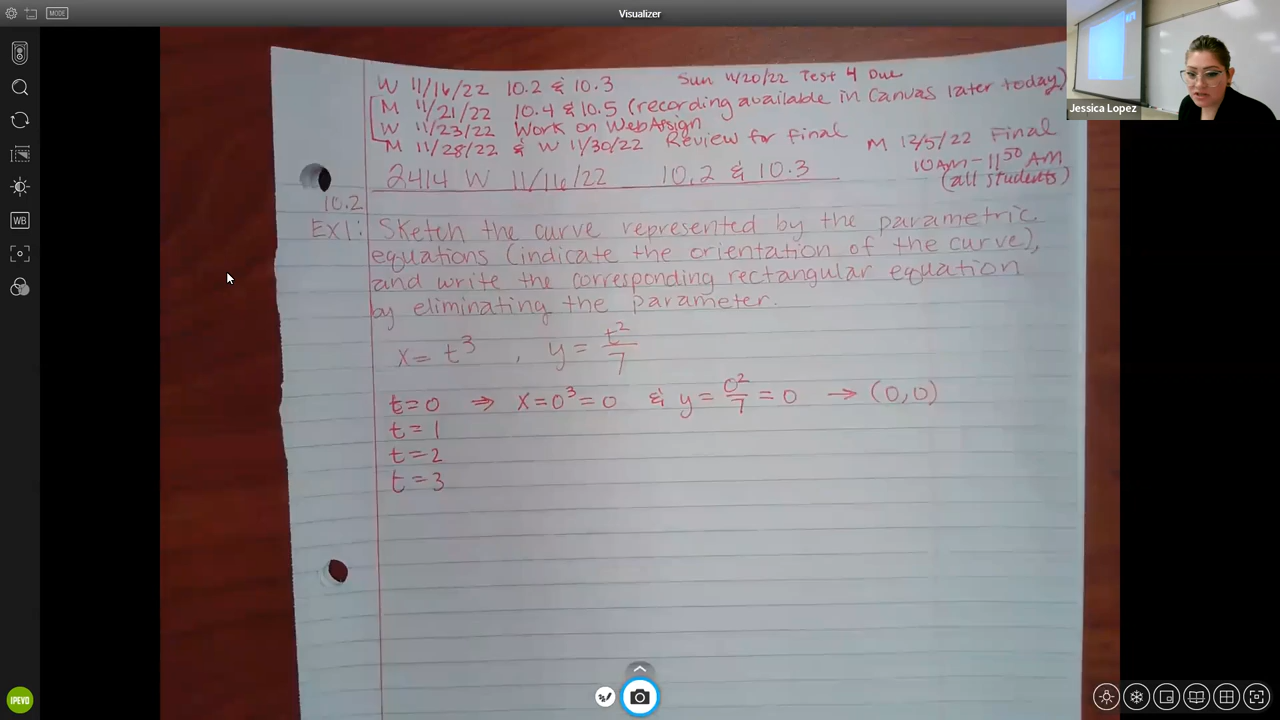 MODE
Visualizer
W 11/16/22 10.2 & 10.3 Sun 11/20/22 Test 4 Due
M 11/21/22 10.4 & 10.5 (recording available in Canvas later today)
W 11/23/22 Work on WebAssign
M 11/28/22 & W 11/30/22 Review for final M 12/5/22 Final
10AM-11:50 AM
(all students)
2414 W 11/16/22 10.2 & 10.3
10.2
EX1: Sketch the curve represented by the parametric
equations (indicate the orientation of the curve),
and write the corresponding rectangular equation
by eliminating the parameter.
x = t³ , y = t²/7
t=0 ⇒ x=0³=0 & y = 0²/7 = 0 → (0,0)
t=1
t=2
t=3
Jessica Lopez
WB
IPEVO